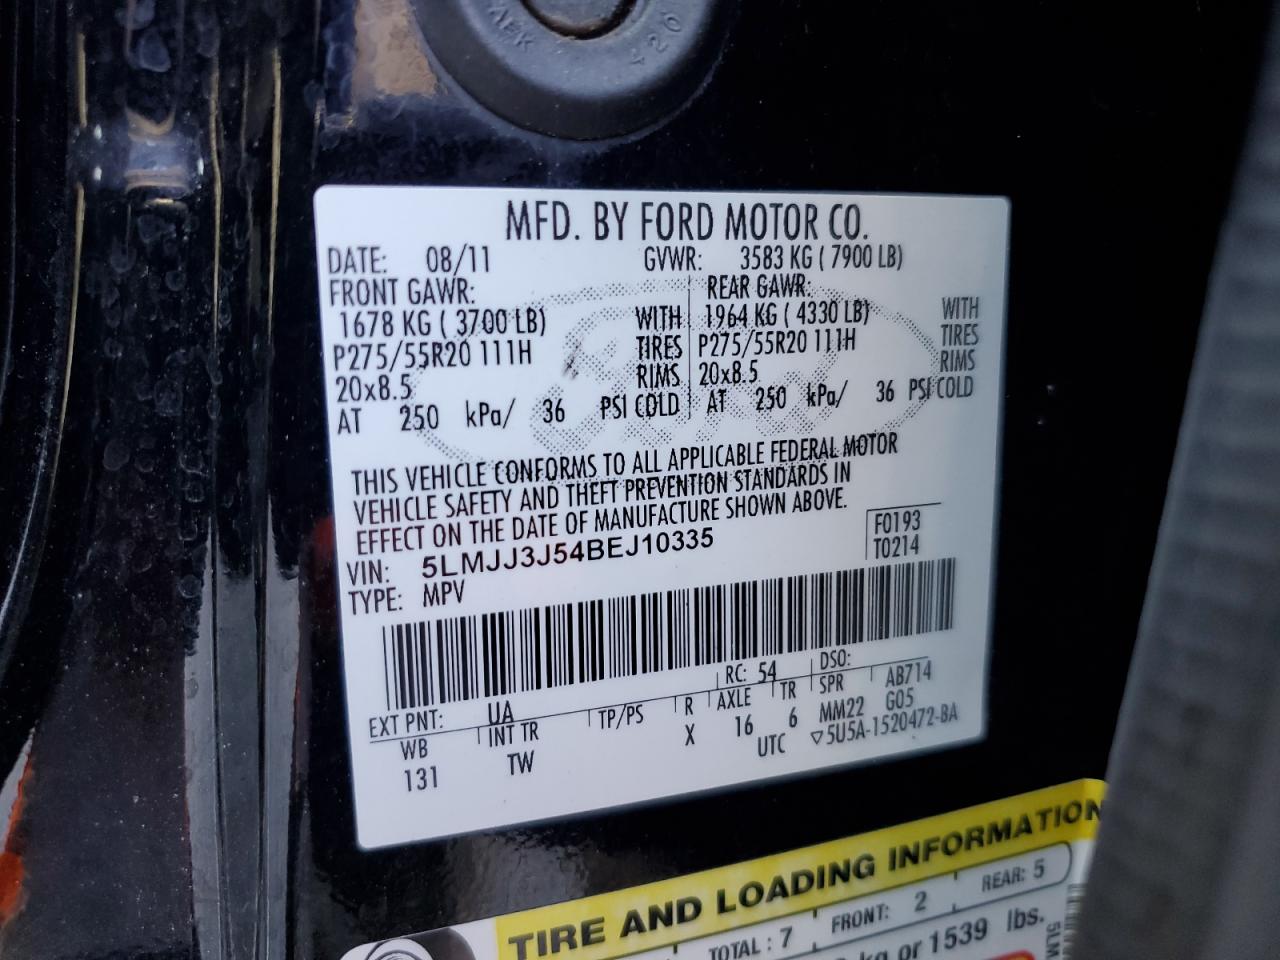 420
MFD. BY FORD MOTOR CO.
DATE: 08/11 GVWR: 3583 KG ( 7900 LB)
FRONT GAWR: REAR GAWR:
1678 KG ( 3700 LB) WITH 1964 KG ( 4330 LB) WITH
P275/55R20 111H TIRES P275/55R20 111H TIRES
20x8.5 RIMS 20x8.5 RIMS
AT 250 kPa/ 36 PSI COLD AT 250 kPa/ 36 PSI COLD
THIS VEHICLE CONFORMS TO ALL APPLICABLE FEDERAL MOTOR
VEHICLE SAFETY AND THEFT PREVENTION STANDARDS IN
EFFECT ON THE DATE OF MANUFACTURE SHOWN ABOVE.
VIN: 5LMJJ3J54BEJ10335 F0193
TYPE: MPV T0214
EXT PNT: UA RC: 54 DSO: AB714
WB INT TR TP/PS R AXLE TR SPR G05
131 TW X 16 6 MM22
UTC ▽5U5A-1520472-BA
TIRE AND LOADING INFORMATION
TOTAL : 7 FRONT: 2 REAR: 5
kg or 1539 lbs.
5LM